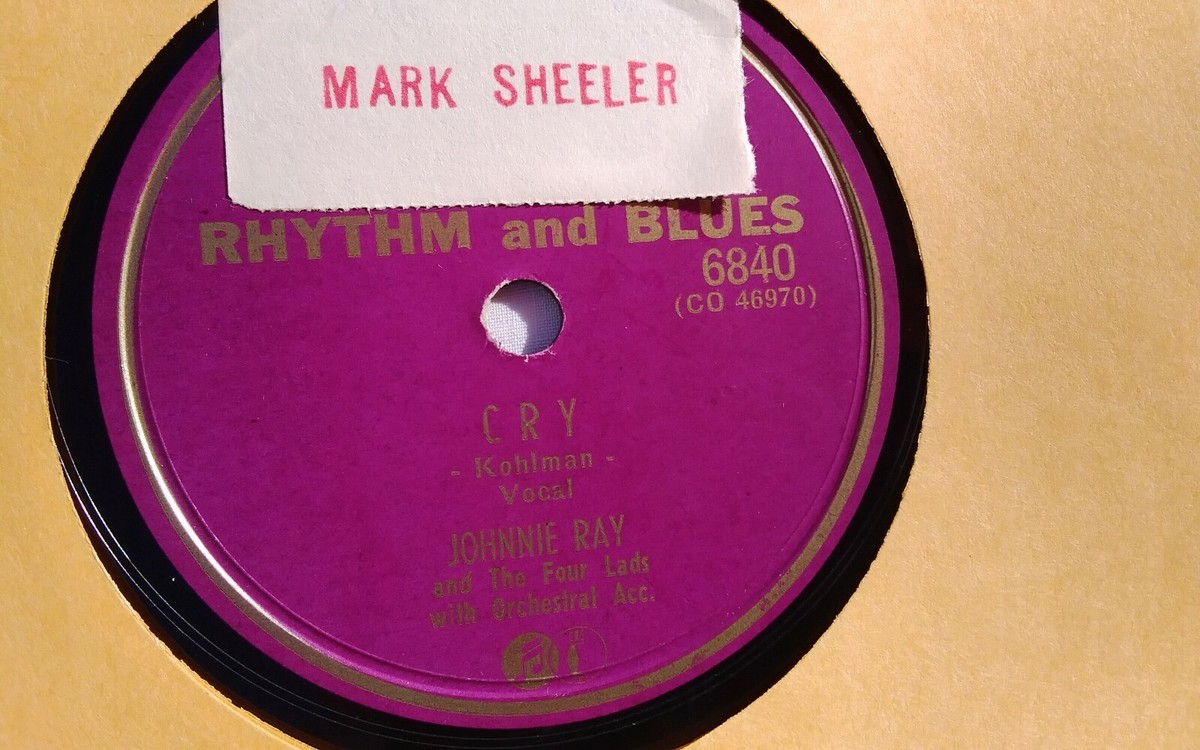 MARK SHEELER
RHYTHM and BLUES
6840
(CO 46970)
CRY
- Kohlman -
Vocal
JOHNNIE RAY
and The Four Lads
with Orchestral Acc.